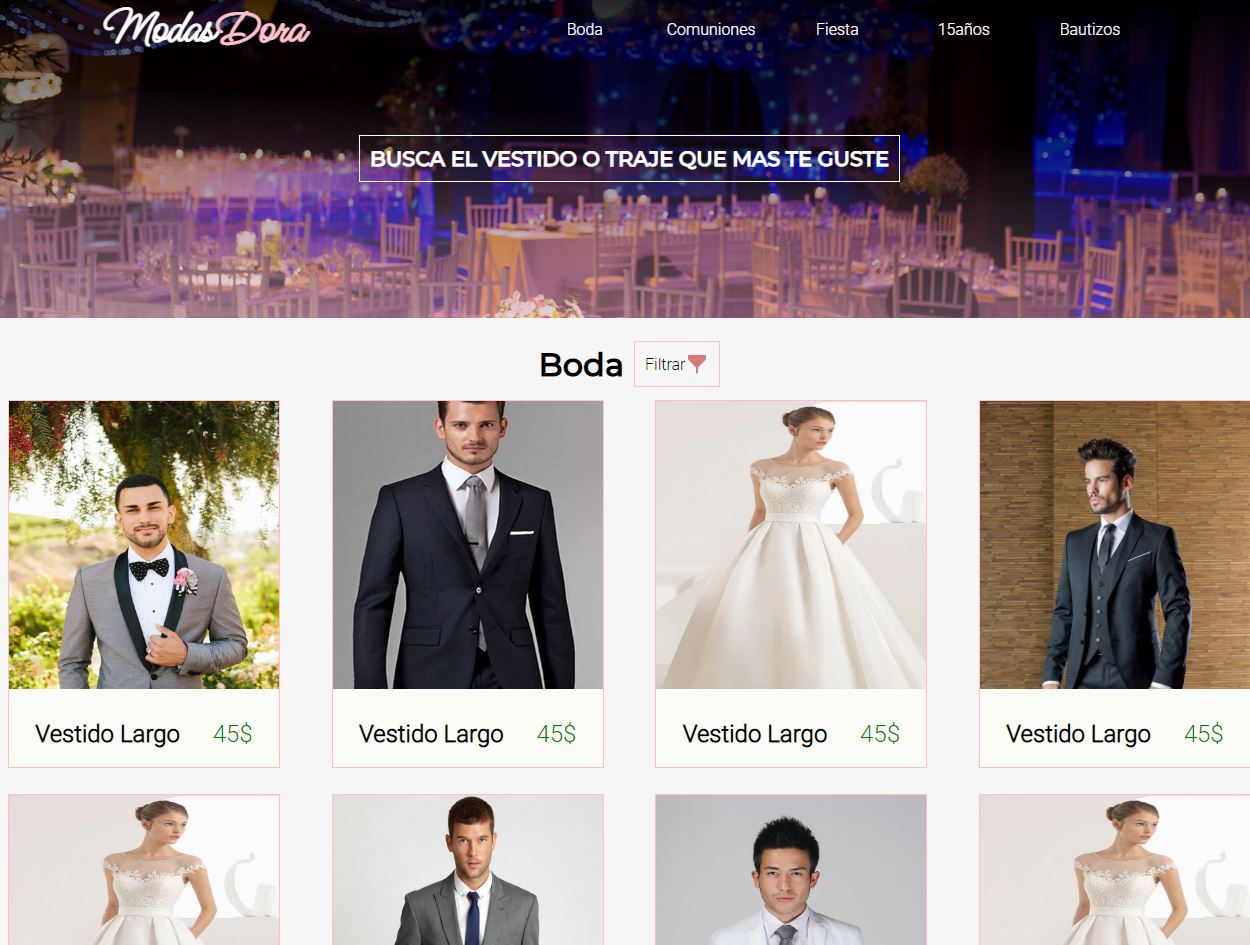 ModasDora
Boda Comuniones Fiesta 15años Bautizos
BUSCA EL VESTIDO O TRAJE QUE MAS TE GUSTE
Boda Filtrar
Vestido Largo 45$ Vestido Largo 45$ Vestido Largo 45$ Vestido Largo 45$